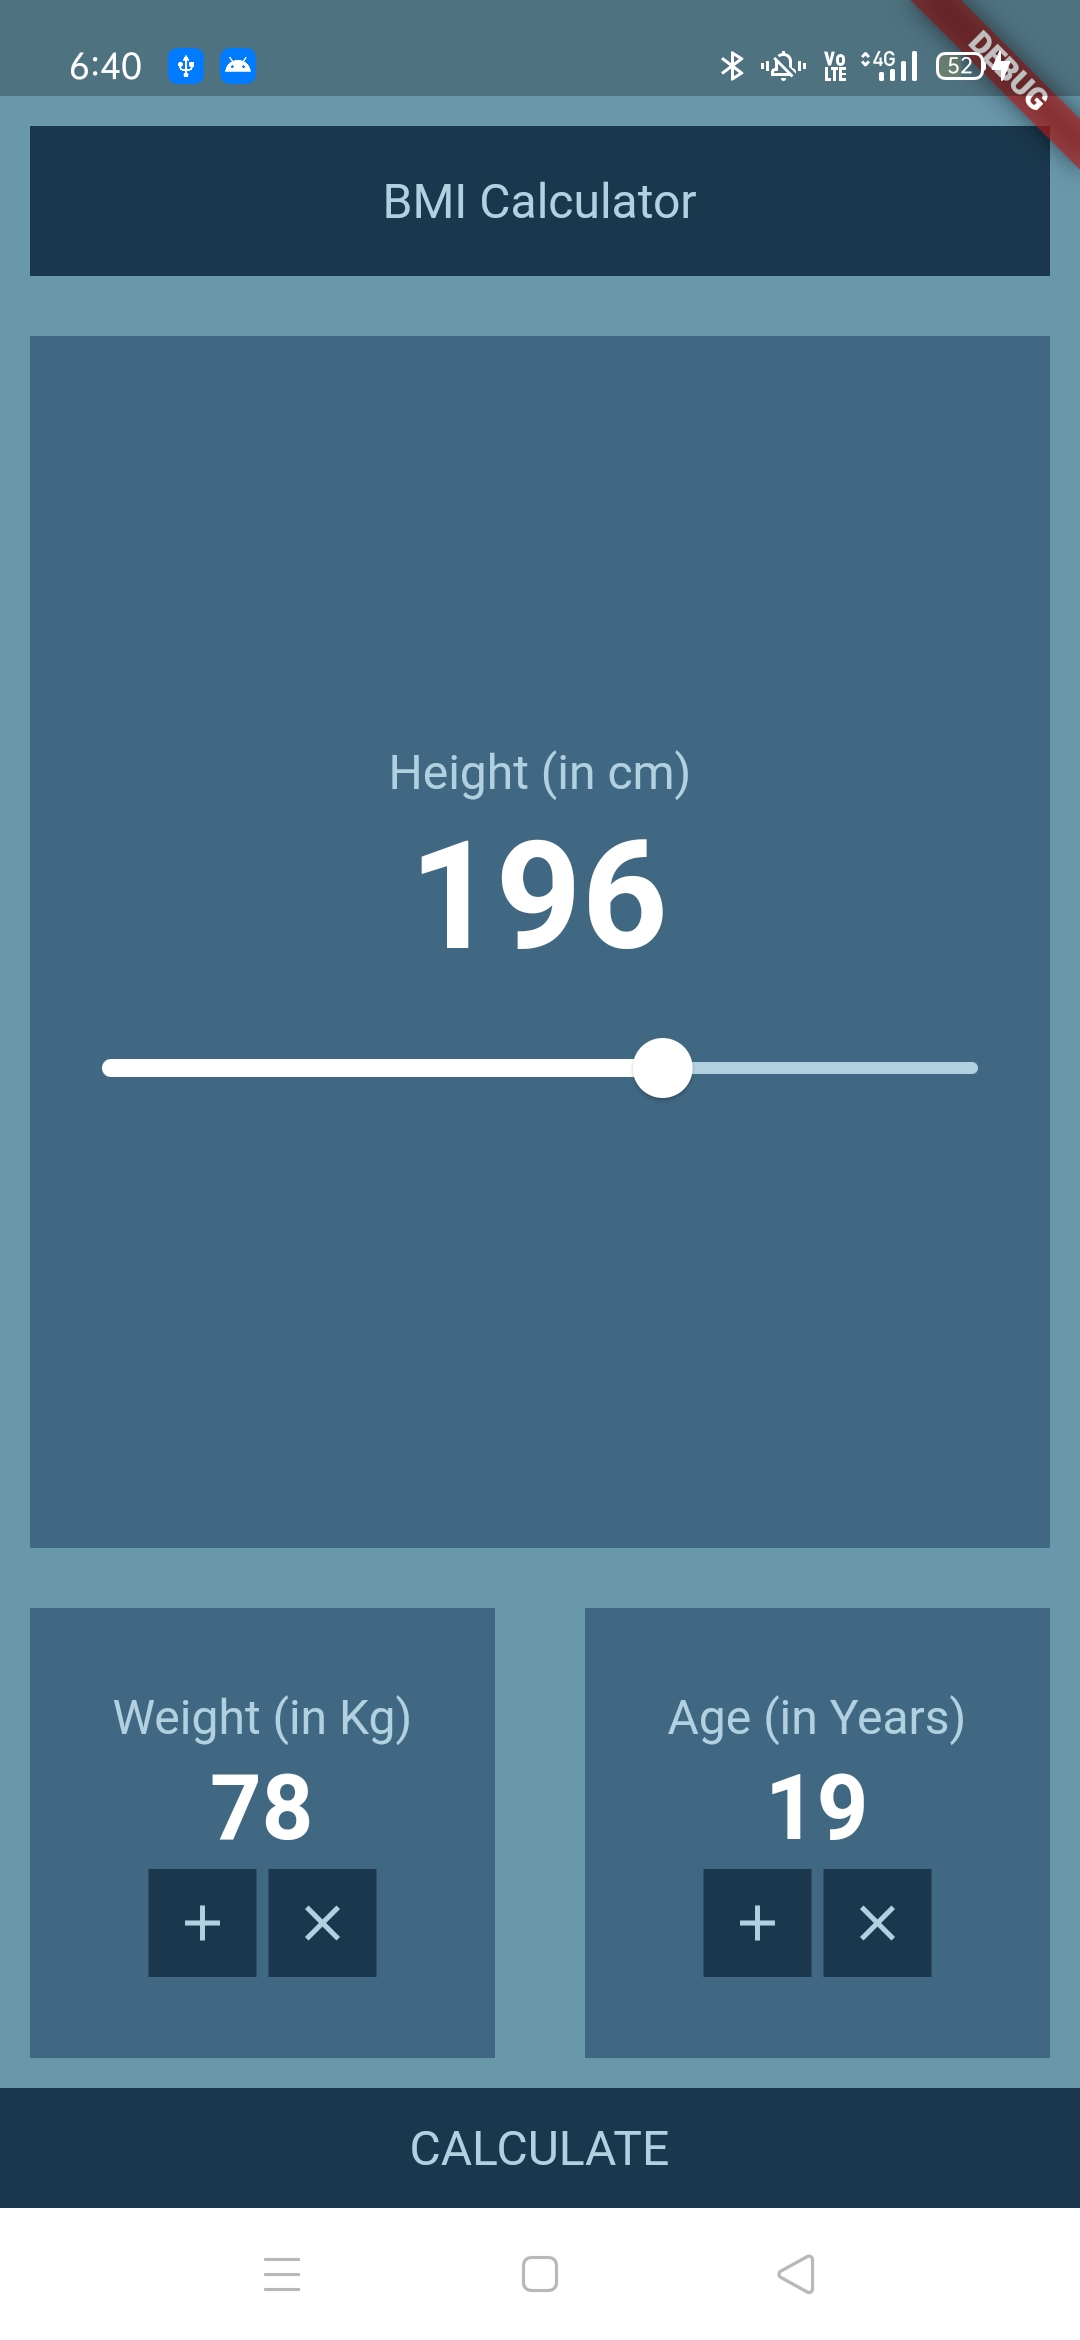 6:40
Vo LTE
4G
52
DEBUG
BMI Calculator
Height (in cm)
196
Weight (in Kg)
Age (in Years)
78
19
CALCULATE